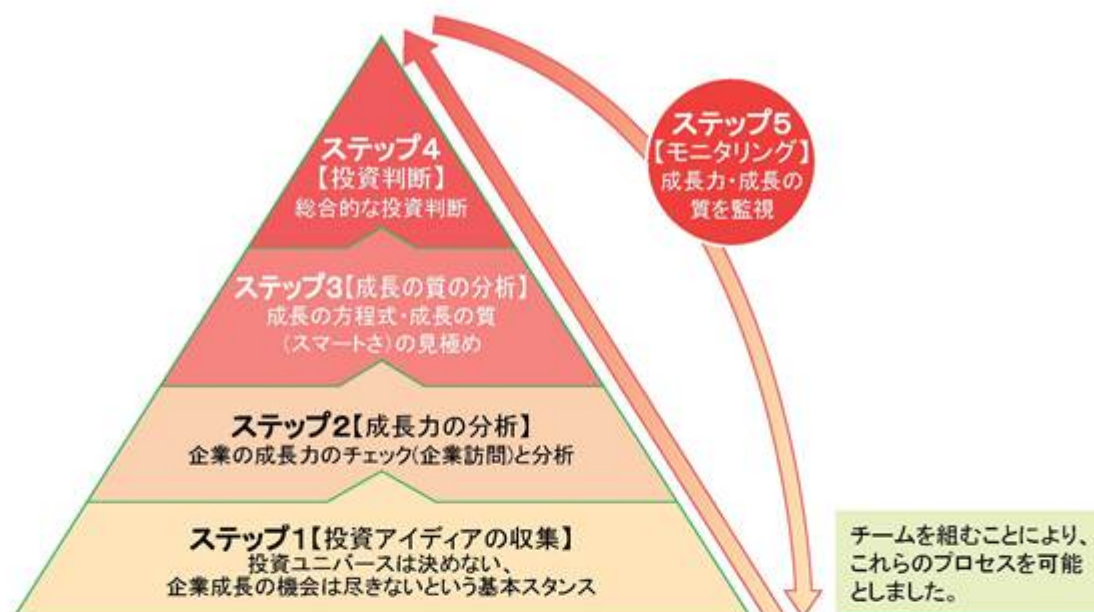 ステップ4
【投資判断】
総合的な投資判断
ステップ5
【モニタリング】
成長力・成長の
質を監視
ステップ3【成長の質の分析】
成長の方程式・成長の質
(スマートさ)の見極め
ステップ2【成長力の分析】
企業の成長力のチェック(企業訪問)と分析
ステップ1【投資アイディアの収集】
投資ユニバースは決めない、
企業成長の機会は尽きないという基本スタンス
チームを組むことにより、
これらのプロセスを可能
としました。